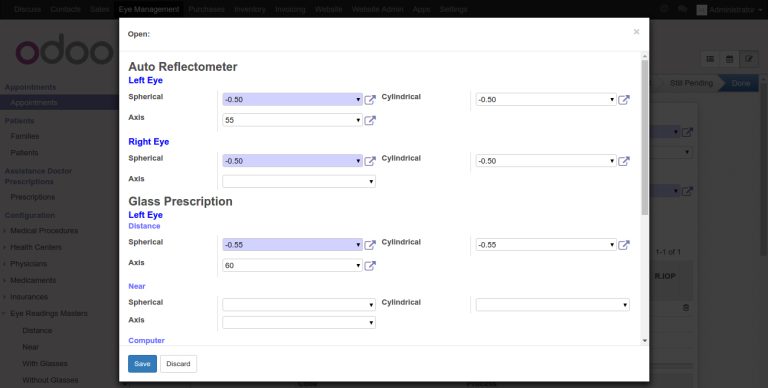 Discuss Contacts Sales Eye Management Purchases Inventory Invoicing Website Website Admin Apps Settings Administrator
odoo
Open: ×
Still Pending Done
Appointments
Appointments
Patients
Families
Patients
Assistance Doctor
Prescriptions
Prescriptions
Configuration
Medical Procedures
Health Centers
Physicians
Medicaments
Insurances
Eye Readings Masters
Distance
Near
With Glasses
Without Glasses
Auto Reflectometer
Left Eye
Spherical -0.50 Cylindrical -0.50
Axis 55
Right Eye
Spherical -0.50 Cylindrical -0.50
Axis
Glass Prescription
Left Eye
Distance
Spherical -0.55 Cylindrical -0.55
Axis 60
Near
Spherical Cylindrical
Axis
Computer
Save Discard
1-1 of 1
R.IOP